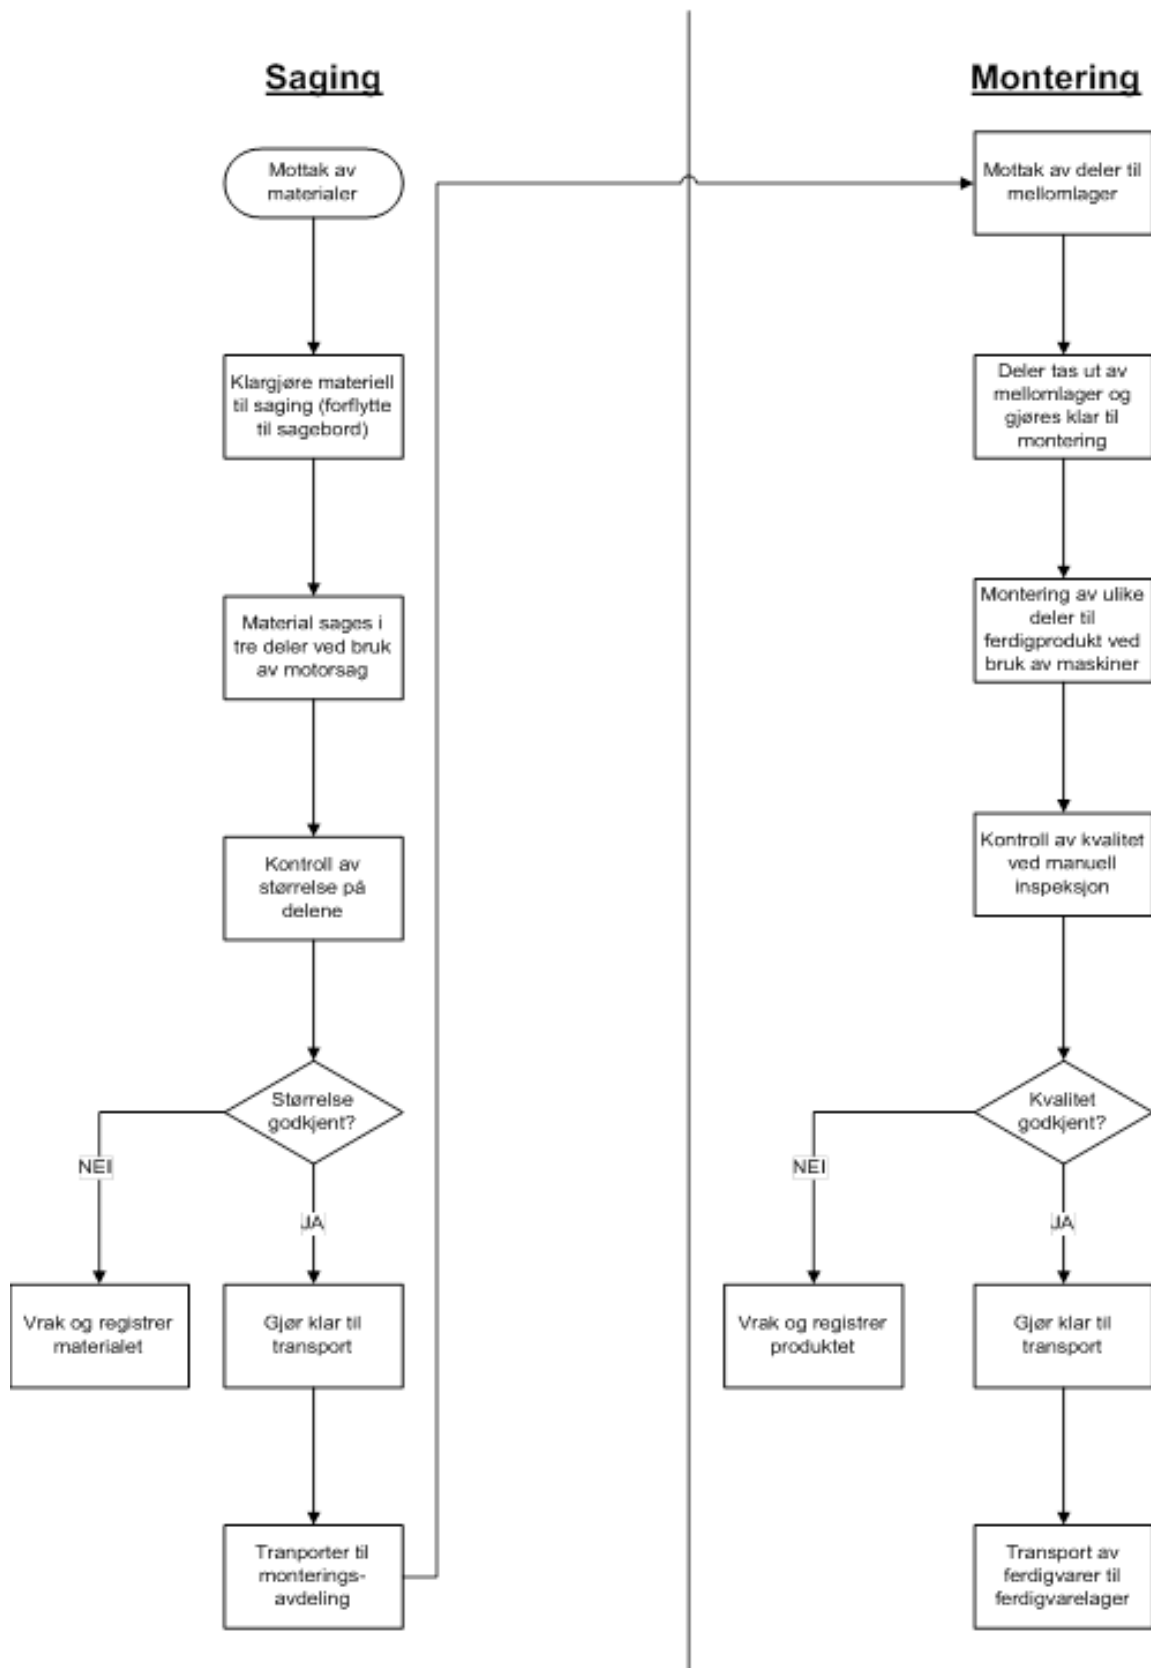 Saging
Mottak av
materialer
Klargjøre materiell
til saging (forflytte
til sagebord)
Material sages i
tre deler ved bruk
av motorsag
Kontroll av
størrelse på
delene
Størrelse
godkjent?
NEI
JA
Vrak og registrer
materialet
Gjør klar til
transport
Tranporter til
monterings-
avdeling
Montering
Mottak av deler til
mellomlager
Deler tas ut av
mellomlager og
gjøres klar til
montering
Montering av ulike
deler til
ferdigprodukt ved
bruk av maskiner
Kontroll av kvalitet
ved manuell
inspeksjon
Kvalitet
godkjent?
NEI
JA
Vrak og registrer
produktet
Gjør klar til
transport
Transport av
ferdigvarer til
ferdigvarelager